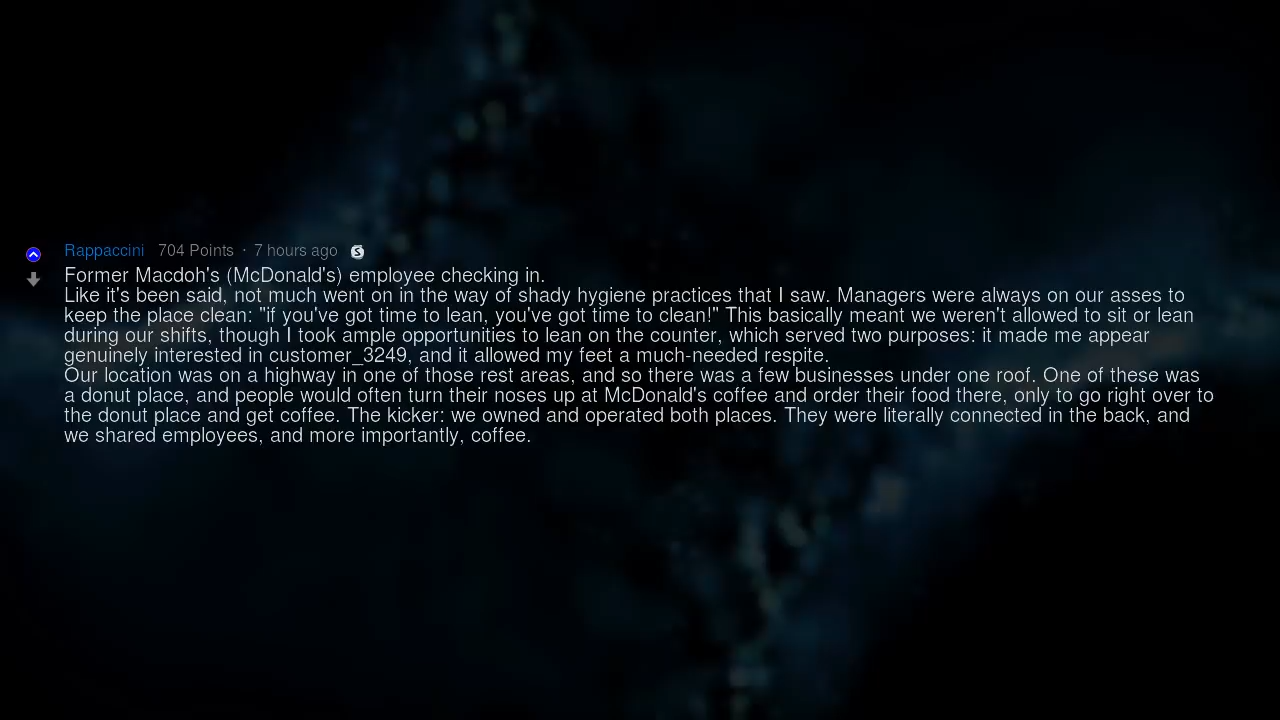 Rappaccini 704 Points · 7 hours ago
Former Macdoh's (McDonald's) employee checking in.
Like it's been said, not much went on in the way of shady hygiene practices that I saw. Managers were always on our asses to
keep the place clean: "if you've got time to lean, you've got time to clean!" This basically meant we weren't allowed to sit or lean
during our shifts, though I took ample opportunities to lean on the counter, which served two purposes: it made me appear
genuinely interested in customer_3249, and it allowed my feet a much-needed respite.
Our location was on a highway in one of those rest areas, and so there was a few businesses under one roof. One of these was
a donut place, and people would often turn their noses up at McDonald's coffee and order their food there, only to go right over to
the donut place and get coffee. The kicker: we owned and operated both places. They were literally connected in the back, and
we shared employees, and more importantly, coffee.